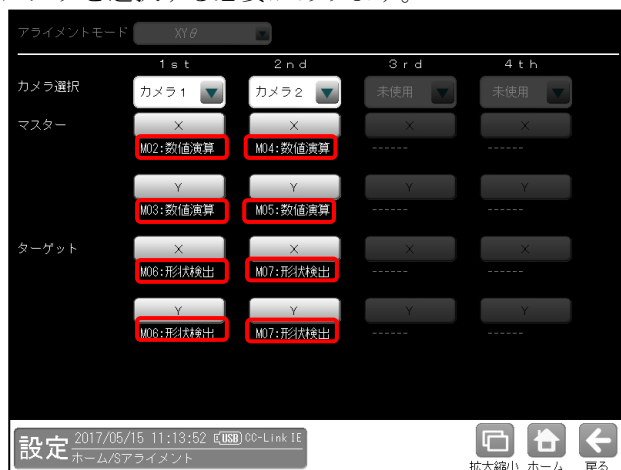 アライメントモード XYθ
1st 2nd 3rd 4th
カメラ選択 カメラ1 カメラ2 未使用 未使用
マスター X X X X
M02:数値演算 M04:数値演算 ------ ------
Y Y Y Y
M03:数値演算 M05:数値演算 ------ ------
ターゲット X X X X
M06:形状検出 M07:形状検出 ------ ------
Y Y Y Y
M06:形状検出 M07:形状検出 ------ ------
設定 2017/05/15 11:13:52 E(USB) CC-Link IE
ホーム/Sアライメント
拡大縮小 ホーム 戻る